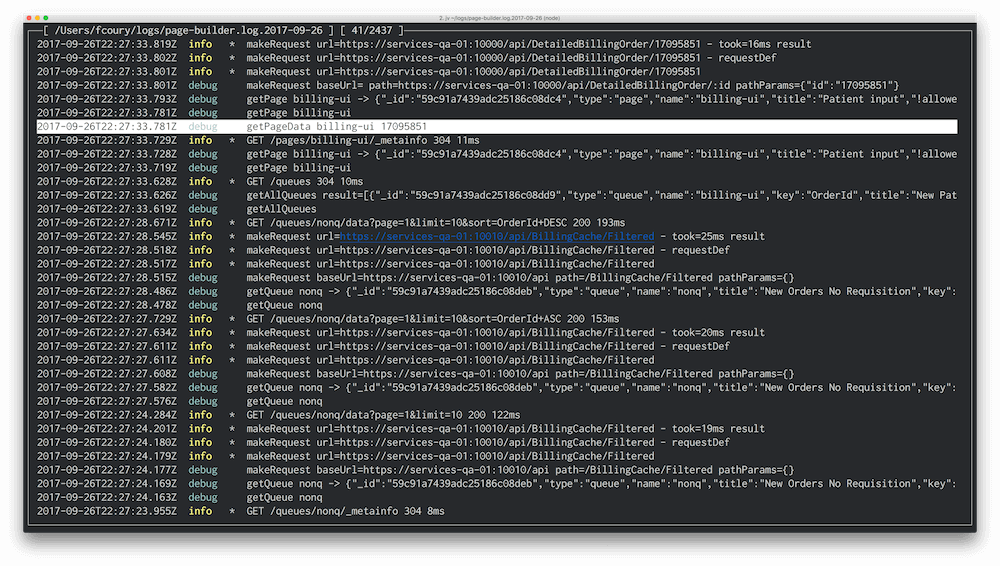 2. jv ~/logs/page-builder.log.2017-09-26 (node)
[ /Users/fcoury/logs/page-builder.log.2017-09-26 ] [ 41/2437 ]
2017-09-26T22:27:33.819Z info * makeRequest url=https://services-qa-01:10000/api/DetailedBillingOrder/17095851 - took=16ms result
2017-09-26T22:27:33.802Z info * makeRequest url=https://services-qa-01:10000/api/DetailedBillingOrder/17095851 - requestDef
2017-09-26T22:27:33.801Z info * makeRequest url=https://services-qa-01:10000/api/DetailedBillingOrder/17095851
2017-09-26T22:27:33.801Z debug makeRequest baseUrl= path=https://services-qa-01:10000/api/DetailedBillingOrder/:id pathParams={"id":"17095851"}
2017-09-26T22:27:33.793Z debug getPage billing-ui -> {"_id":"59c91a7439adc25186c08dc4","type":"page","name":"billing-ui","title":"Patient input","!allowe
2017-09-26T22:27:33.781Z debug getPage billing-ui
2017-09-26T22:27:33.781Z debug getPageData billing-ui 17095851
2017-09-26T22:27:33.729Z info * GET /pages/billing-ui/_metainfo 304 11ms
2017-09-26T22:27:33.728Z debug getPage billing-ui -> {"_id":"59c91a7439adc25186c08dc4","type":"page","name":"billing-ui","title":"Patient input","!allowe
2017-09-26T22:27:33.719Z debug getPage billing-ui
2017-09-26T22:27:33.628Z info * GET /queues 304 10ms
2017-09-26T22:27:33.626Z debug getAllQueues result=[{"_id":"59c91a7439adc25186c08dd9","type":"queue","name":"billing-ui","key":"OrderId","title":"New Pat
2017-09-26T22:27:33.619Z debug getAllQueues
2017-09-26T22:27:28.671Z info * GET /queues/nonq/data?page=1&limit=10&sort=OrderId+DESC 200 193ms
2017-09-26T22:27:28.545Z info * makeRequest url=https://services-qa-01:10010/api/BillingCache/Filtered - took=25ms result
2017-09-26T22:27:28.518Z info * makeRequest url=https://services-qa-01:10010/api/BillingCache/Filtered - requestDef
2017-09-26T22:27:28.517Z info * makeRequest url=https://services-qa-01:10010/api/BillingCache/Filtered
2017-09-26T22:27:28.515Z debug makeRequest baseUrl=https://services-qa-01:10010/api path=/BillingCache/Filtered pathParams={}
2017-09-26T22:27:28.486Z debug getQueue nonq -> {"_id":"59c91a7439adc25186c08deb","type":"queue","name":"nonq","title":"New Orders No Requisition","key":
2017-09-26T22:27:28.478Z debug getQueue nonq
2017-09-26T22:27:27.729Z info * GET /queues/nonq/data?page=1&limit=10&sort=OrderId+ASC 200 153ms
2017-09-26T22:27:27.634Z info * makeRequest url=https://services-qa-01:10010/api/BillingCache/Filtered - took=20ms result
2017-09-26T22:27:27.611Z info * makeRequest url=https://services-qa-01:10010/api/BillingCache/Filtered - requestDef
2017-09-26T22:27:27.611Z info * makeRequest url=https://services-qa-01:10010/api/BillingCache/Filtered
2017-09-26T22:27:27.608Z debug makeRequest baseUrl=https://services-qa-01:10010/api path=/BillingCache/Filtered pathParams={}
2017-09-26T22:27:27.582Z debug getQueue nonq -> {"_id":"59c91a7439adc25186c08deb","type":"queue","name":"nonq","title":"New Orders No Requisition","key":
2017-09-26T22:27:27.576Z debug getQueue nonq
2017-09-26T22:27:24.284Z info * GET /queues/nonq/data?page=1&limit=10 200 122ms
2017-09-26T22:27:24.201Z info * makeRequest url=https://services-qa-01:10010/api/BillingCache/Filtered - took=19ms result
2017-09-26T22:27:24.180Z info * makeRequest url=https://services-qa-01:10010/api/BillingCache/Filtered - requestDef
2017-09-26T22:27:24.179Z info * makeRequest url=https://services-qa-01:10010/api/BillingCache/Filtered
2017-09-26T22:27:24.177Z debug makeRequest baseUrl=https://services-qa-01:10010/api path=/BillingCache/Filtered pathParams={}
2017-09-26T22:27:24.169Z debug getQueue nonq -> {"_id":"59c91a7439adc25186c08deb","type":"queue","name":"nonq","title":"New Orders No Requisition","key":
2017-09-26T22:27:24.163Z debug getQueue nonq
2017-09-26T22:27:23.955Z info * GET /queues/nonq/_metainfo 304 8ms